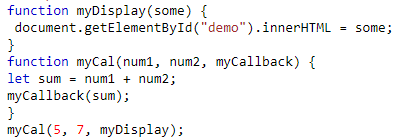 function myDisplay(some) {
 document.getElementById("demo").innerHTML = some;
}
function myCal(num1, num2, myCallback) {
let sum = num1 + num2;
myCallback(sum);
}
myCal(5, 7, myDisplay);